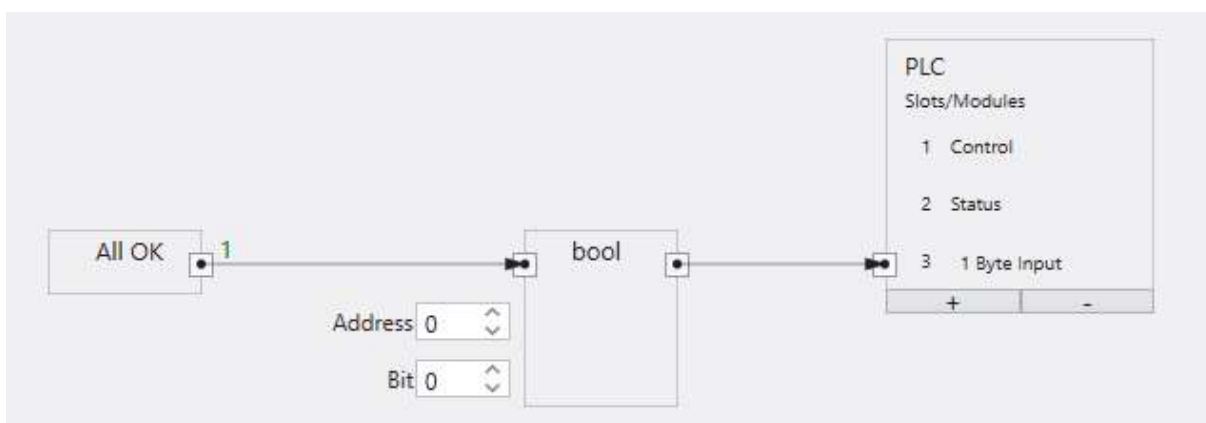 PLC
Slots/Modules
1 Control
2 Status
3 1 Byte Input
+ -
All OK 1
bool
Address 0
Bit 0